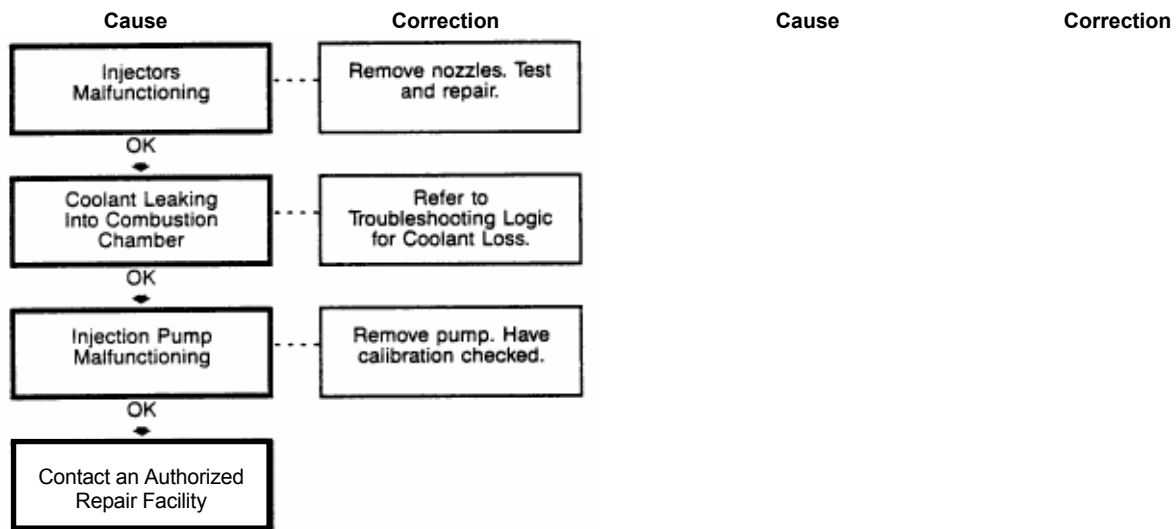 Cause Correction Cause Correction
Injectors
Malfunctioning
Remove nozzles. Test
and repair.
OK
Coolant Leaking
Into Combustion
Chamber
Refer to
Troubleshooting Logic
for Coolant Loss.
OK
Injection Pump
Malfunctioning
Remove pump. Have
calibration checked.
OK
Contact an Authorized
Repair Facility